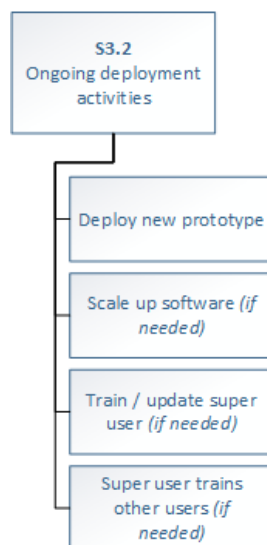 S3.2
Ongoing deployment
activities
Deploy new prototype
Scale up software (if
needed)
Train / update super
user (if needed)
Super user trains
other users (if
needed)